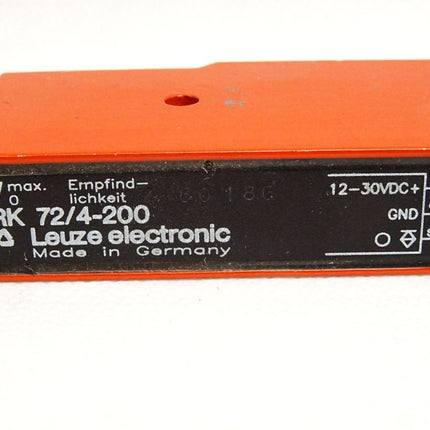 max. Empfind-
0 lichkeit
RK 72/4-200
Leuze electronic
Made in Germany
12-30VDC+
GND
S